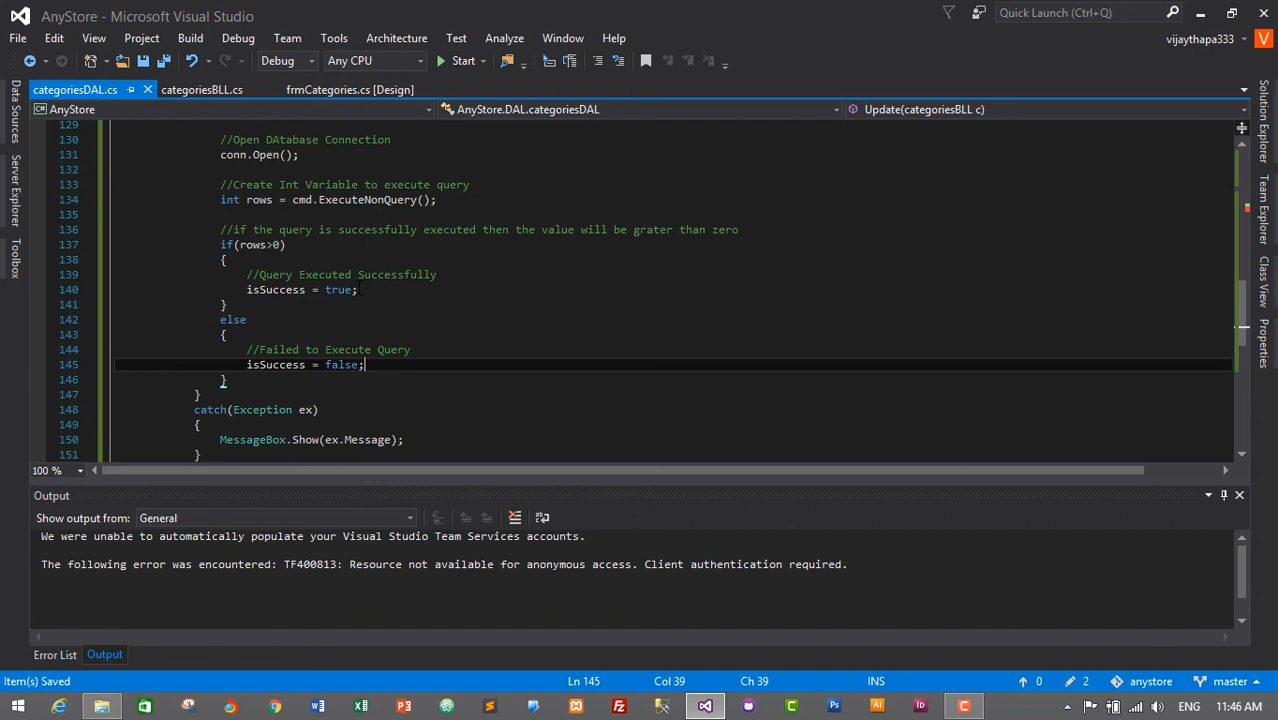 AnyStore - Microsoft Visual Studio
Quick Launch (Ctrl+Q)
File Edit View Project Build Debug Team Tools Architecture Test Analyze Window Help
vijaythapa333
V
Debug Any CPU Start
categoriesDAL.cs categoriesBLL.cs frmCategories.cs [Design]
AnyStore AnyStore.DAL.categoriesDAL Update(categoriesBLL c)
Data Sources
Server Explorer
Toolbox
Solution Explorer
Team Explorer
Class View
Properties
129
130 //Open DAtabase Connection
131 conn.Open();
132
133 //Create Int Variable to execute query
134 int rows = cmd.ExecuteNonQuery();
135
136 //if the query is successfully executed then the value will be grater than zero
137 if(rows>0)
138 {
139 //Query Executed Successfully
140 isSuccess = true;
141 }
142 else
143 {
144 //Failed to Execute Query
145 isSuccess = false;
146 }
147 }
148 catch(Exception ex)
149 {
150 MessageBox.Show(ex.Message);
151 }
100 %
Output
Show output from: General
We were unable to automatically populate your Visual Studio Team Services accounts.
The following error was encountered: TF400813: Resource not available for anonymous access. Client authentication required.
Error List Output
Item(s) Saved Ln 145 Col 39 Ch 39 INS 0 2 anystore master
ENG 11:46 AM